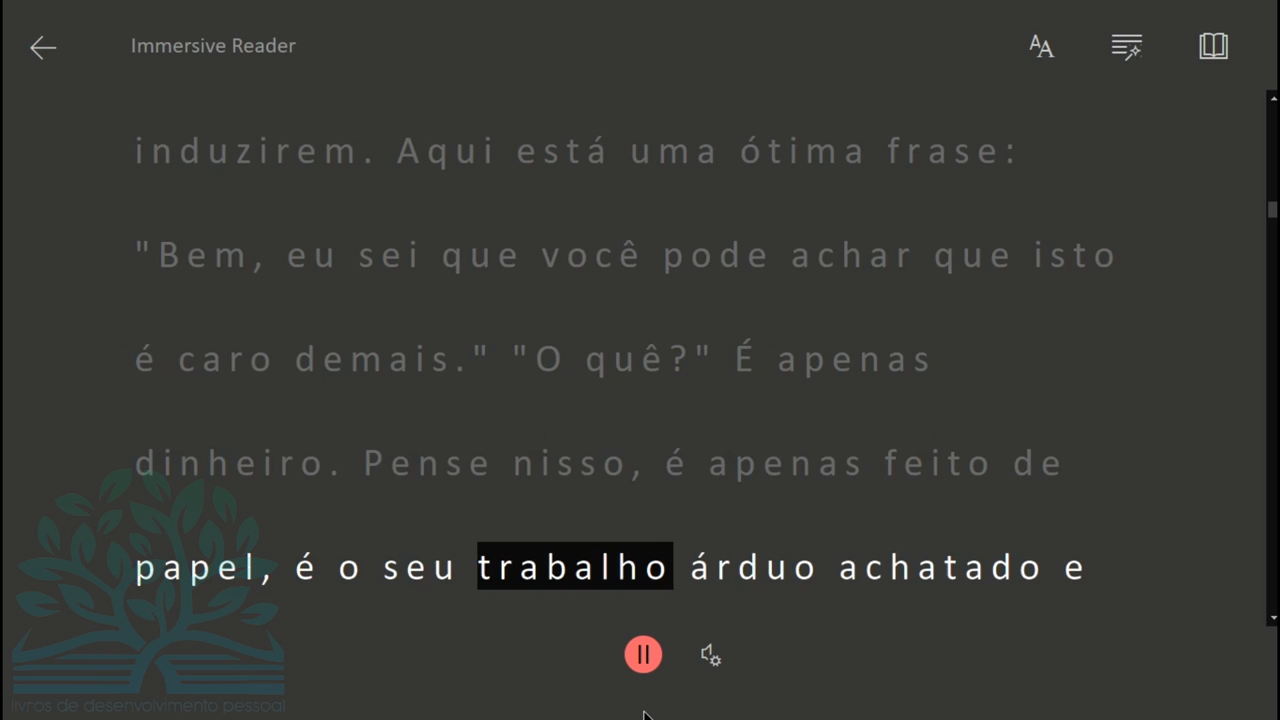 Immersive Reader
induzirem. Aqui está uma ótima frase:
"Bem, eu sei que você pode achar que isto
é caro demais." "O quê?" É apenas
dinheiro. Pense nisso, é apenas feito de
papel, é o seu trabalho árduo achatado e
livros de desenvolvimento pessoal